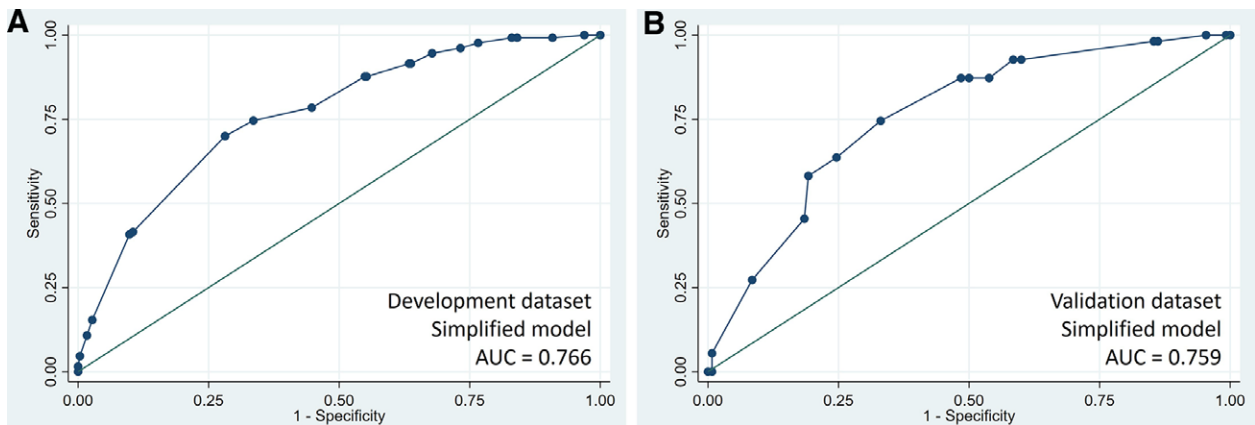 A
Sensitivity
1.00
0.75
0.50
0.25
0.00
Development dataset
Simplified model
AUC = 0.766
0.00 0.25 0.50 0.75 1.00
1 - Specificity
B
Sensitivity
1.00
0.75
0.50
0.25
0.00
Validation dataset
Simplified model
AUC = 0.759
0.00 0.25 0.50 0.75 1.00
1 - Specificity